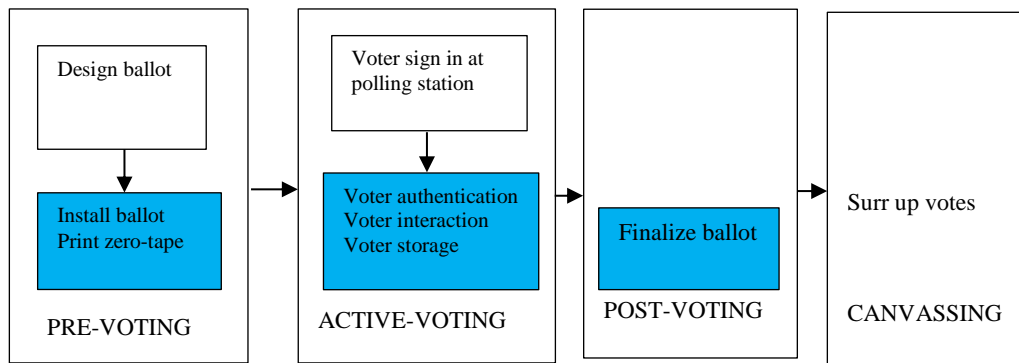 Design ballot
Install ballot
Print zero-tape
PRE-VOTING
Voter sign in at
polling station
Voter authentication
Voter interaction
Voter storage
ACTIVE-VOTING
Finalize ballot
POST-VOTING
Surr up votes
CANVASSING